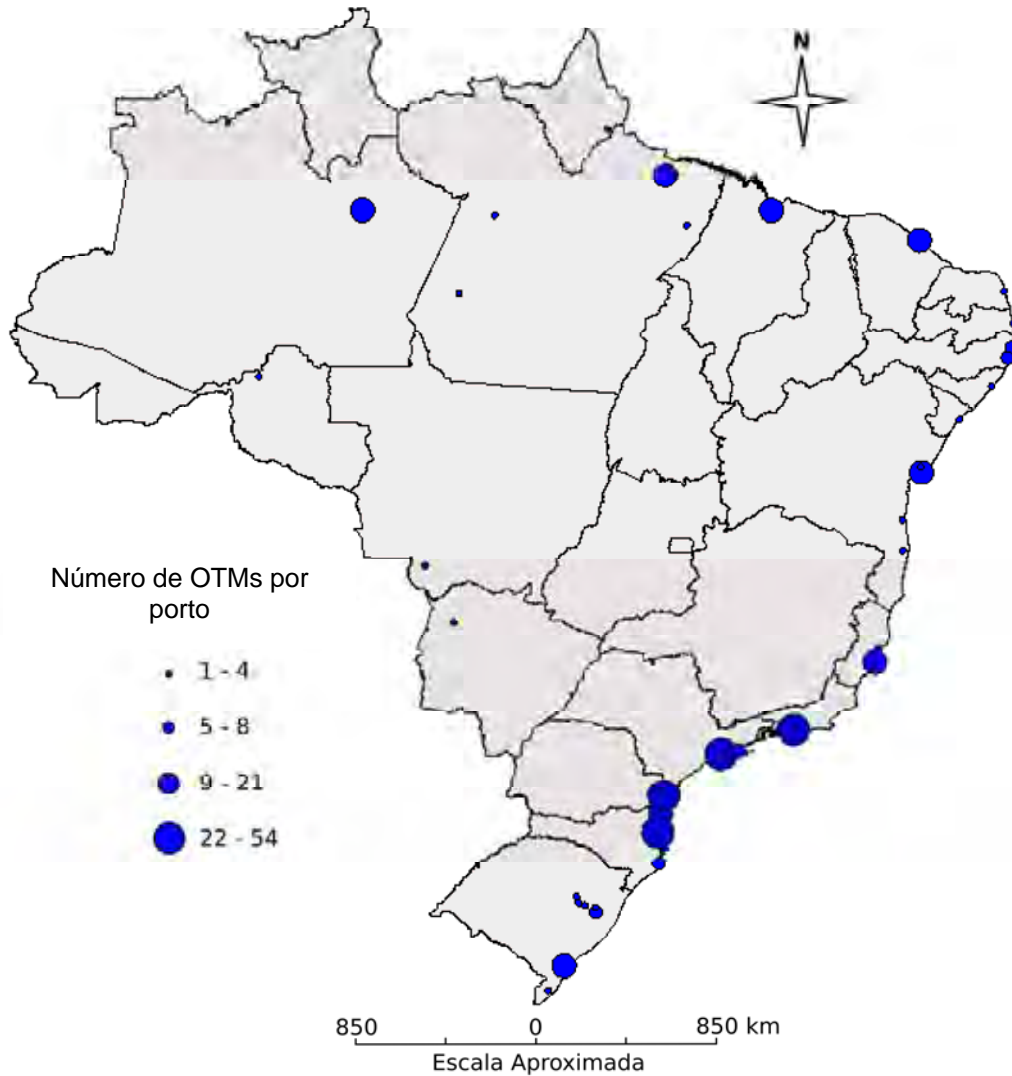 N
Número de OTMs por
porto
1 - 4
5 - 8
9 - 21
22 - 54
850 0 850 km
Escala Aproximada